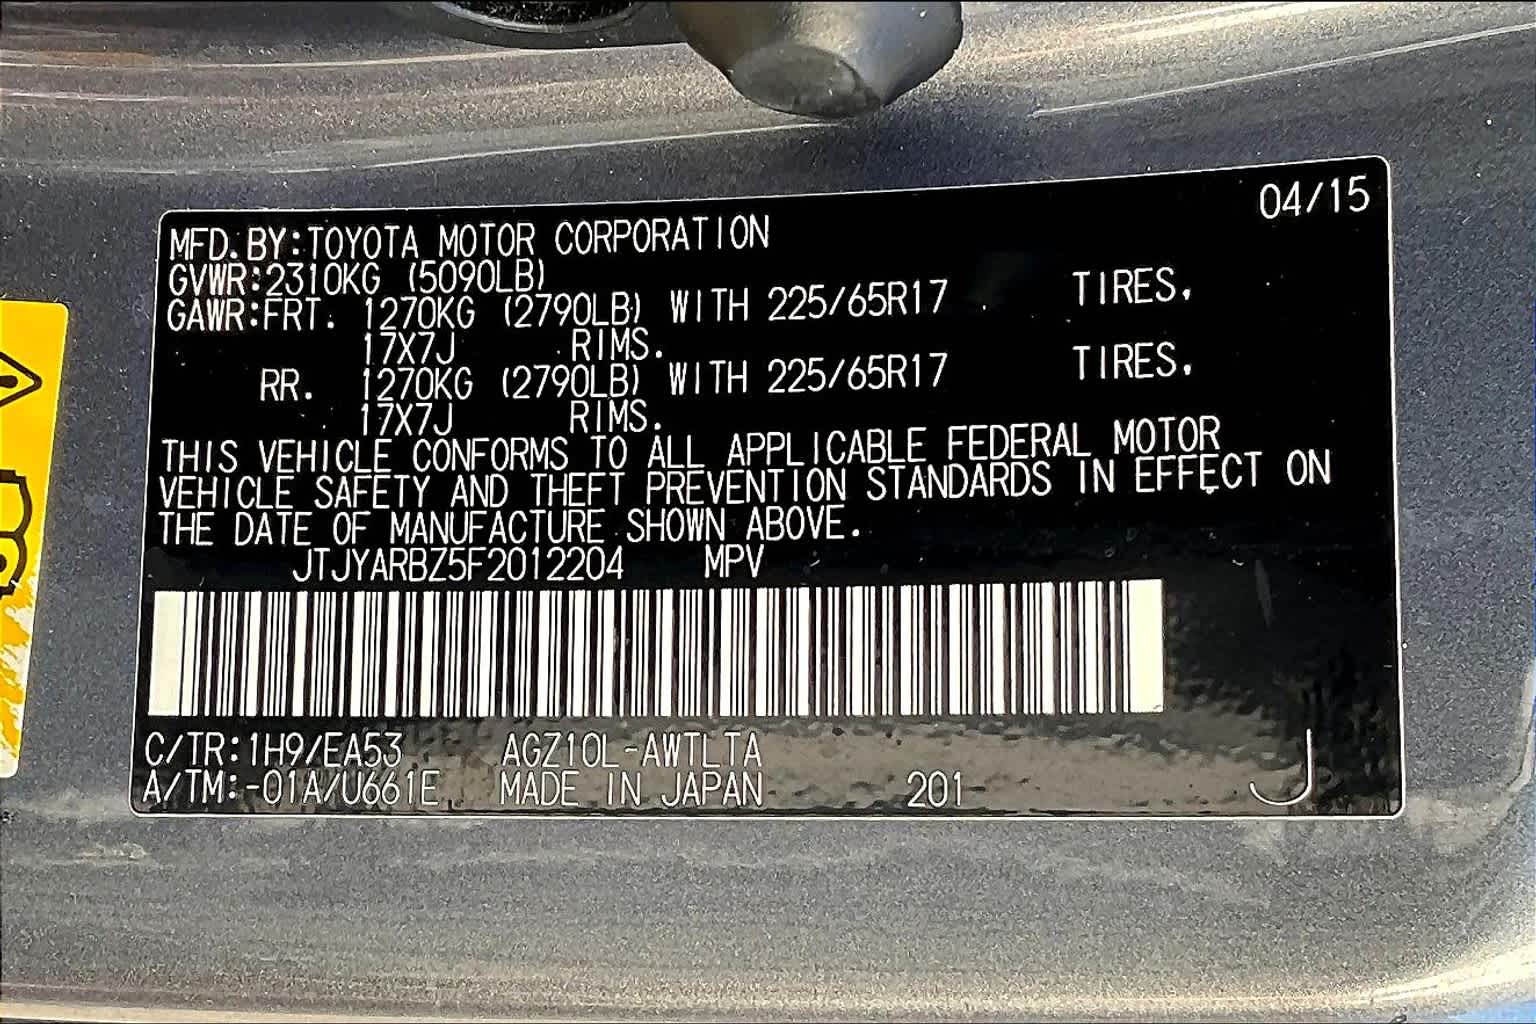 04/15
MFD. BY:TOYOTA MOTOR CORPORATION
GVWR:2310KG (5090LB)
GAWR:FRT. 1270KG (2790LB) WITH 225/65R17 TIRES,
17X7J RIMS.
RR. 1270KG (2790LB) WITH 225/65R17 TIRES,
17X7J RIMS.
THIS VEHICLE CONFORMS TO ALL APPLICABLE FEDERAL MOTOR
VEHICLE SAFETY AND THEFT PREVENTION STANDARDS IN EFFECT ON
THE DATE OF MANUFACTURE SHOWN ABOVE.
JTJYARBZ5F2012204 MPV
C/TR:1H9/EA53 AGZ10L-AWTLTA
A/TM:-01A/U661E MADE IN JAPAN 201 J